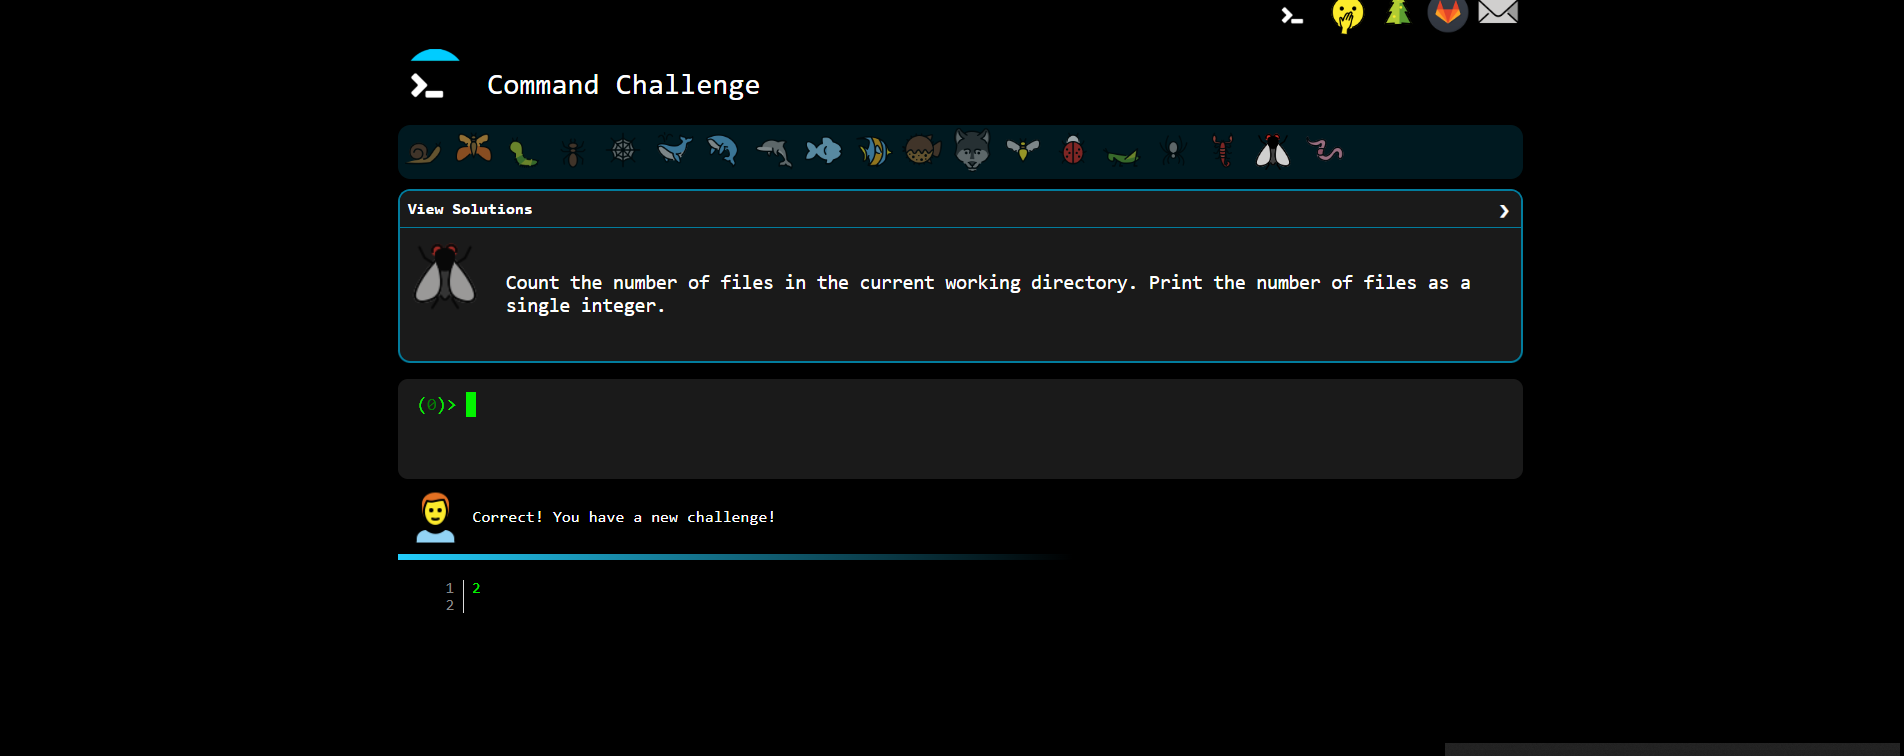 Command Challenge
View Solutions
Count the number of files in the current working directory. Print the number of files as a
single integer.
(0)>
Correct! You have a new challenge!
1 2
2